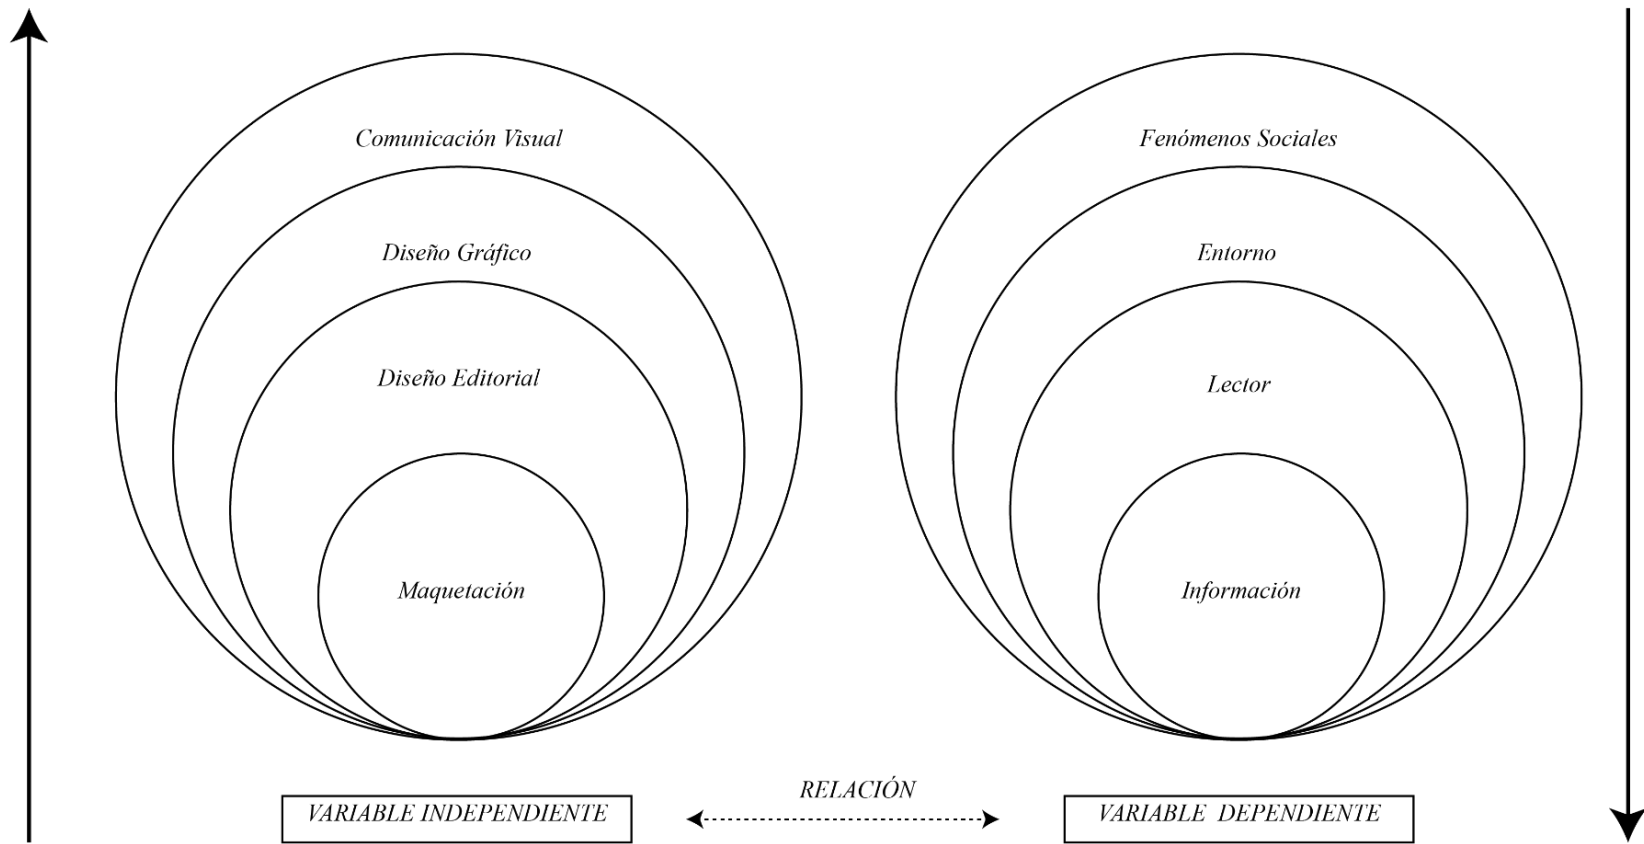 Comunicación Visual
Diseño Gráfico
Diseño Editorial
Maquetación
VARIABLE INDEPENDIENTE
RELACIÓN
Fenómenos Sociales
Entorno
Lector
Información
VARIABLE DEPENDIENTE